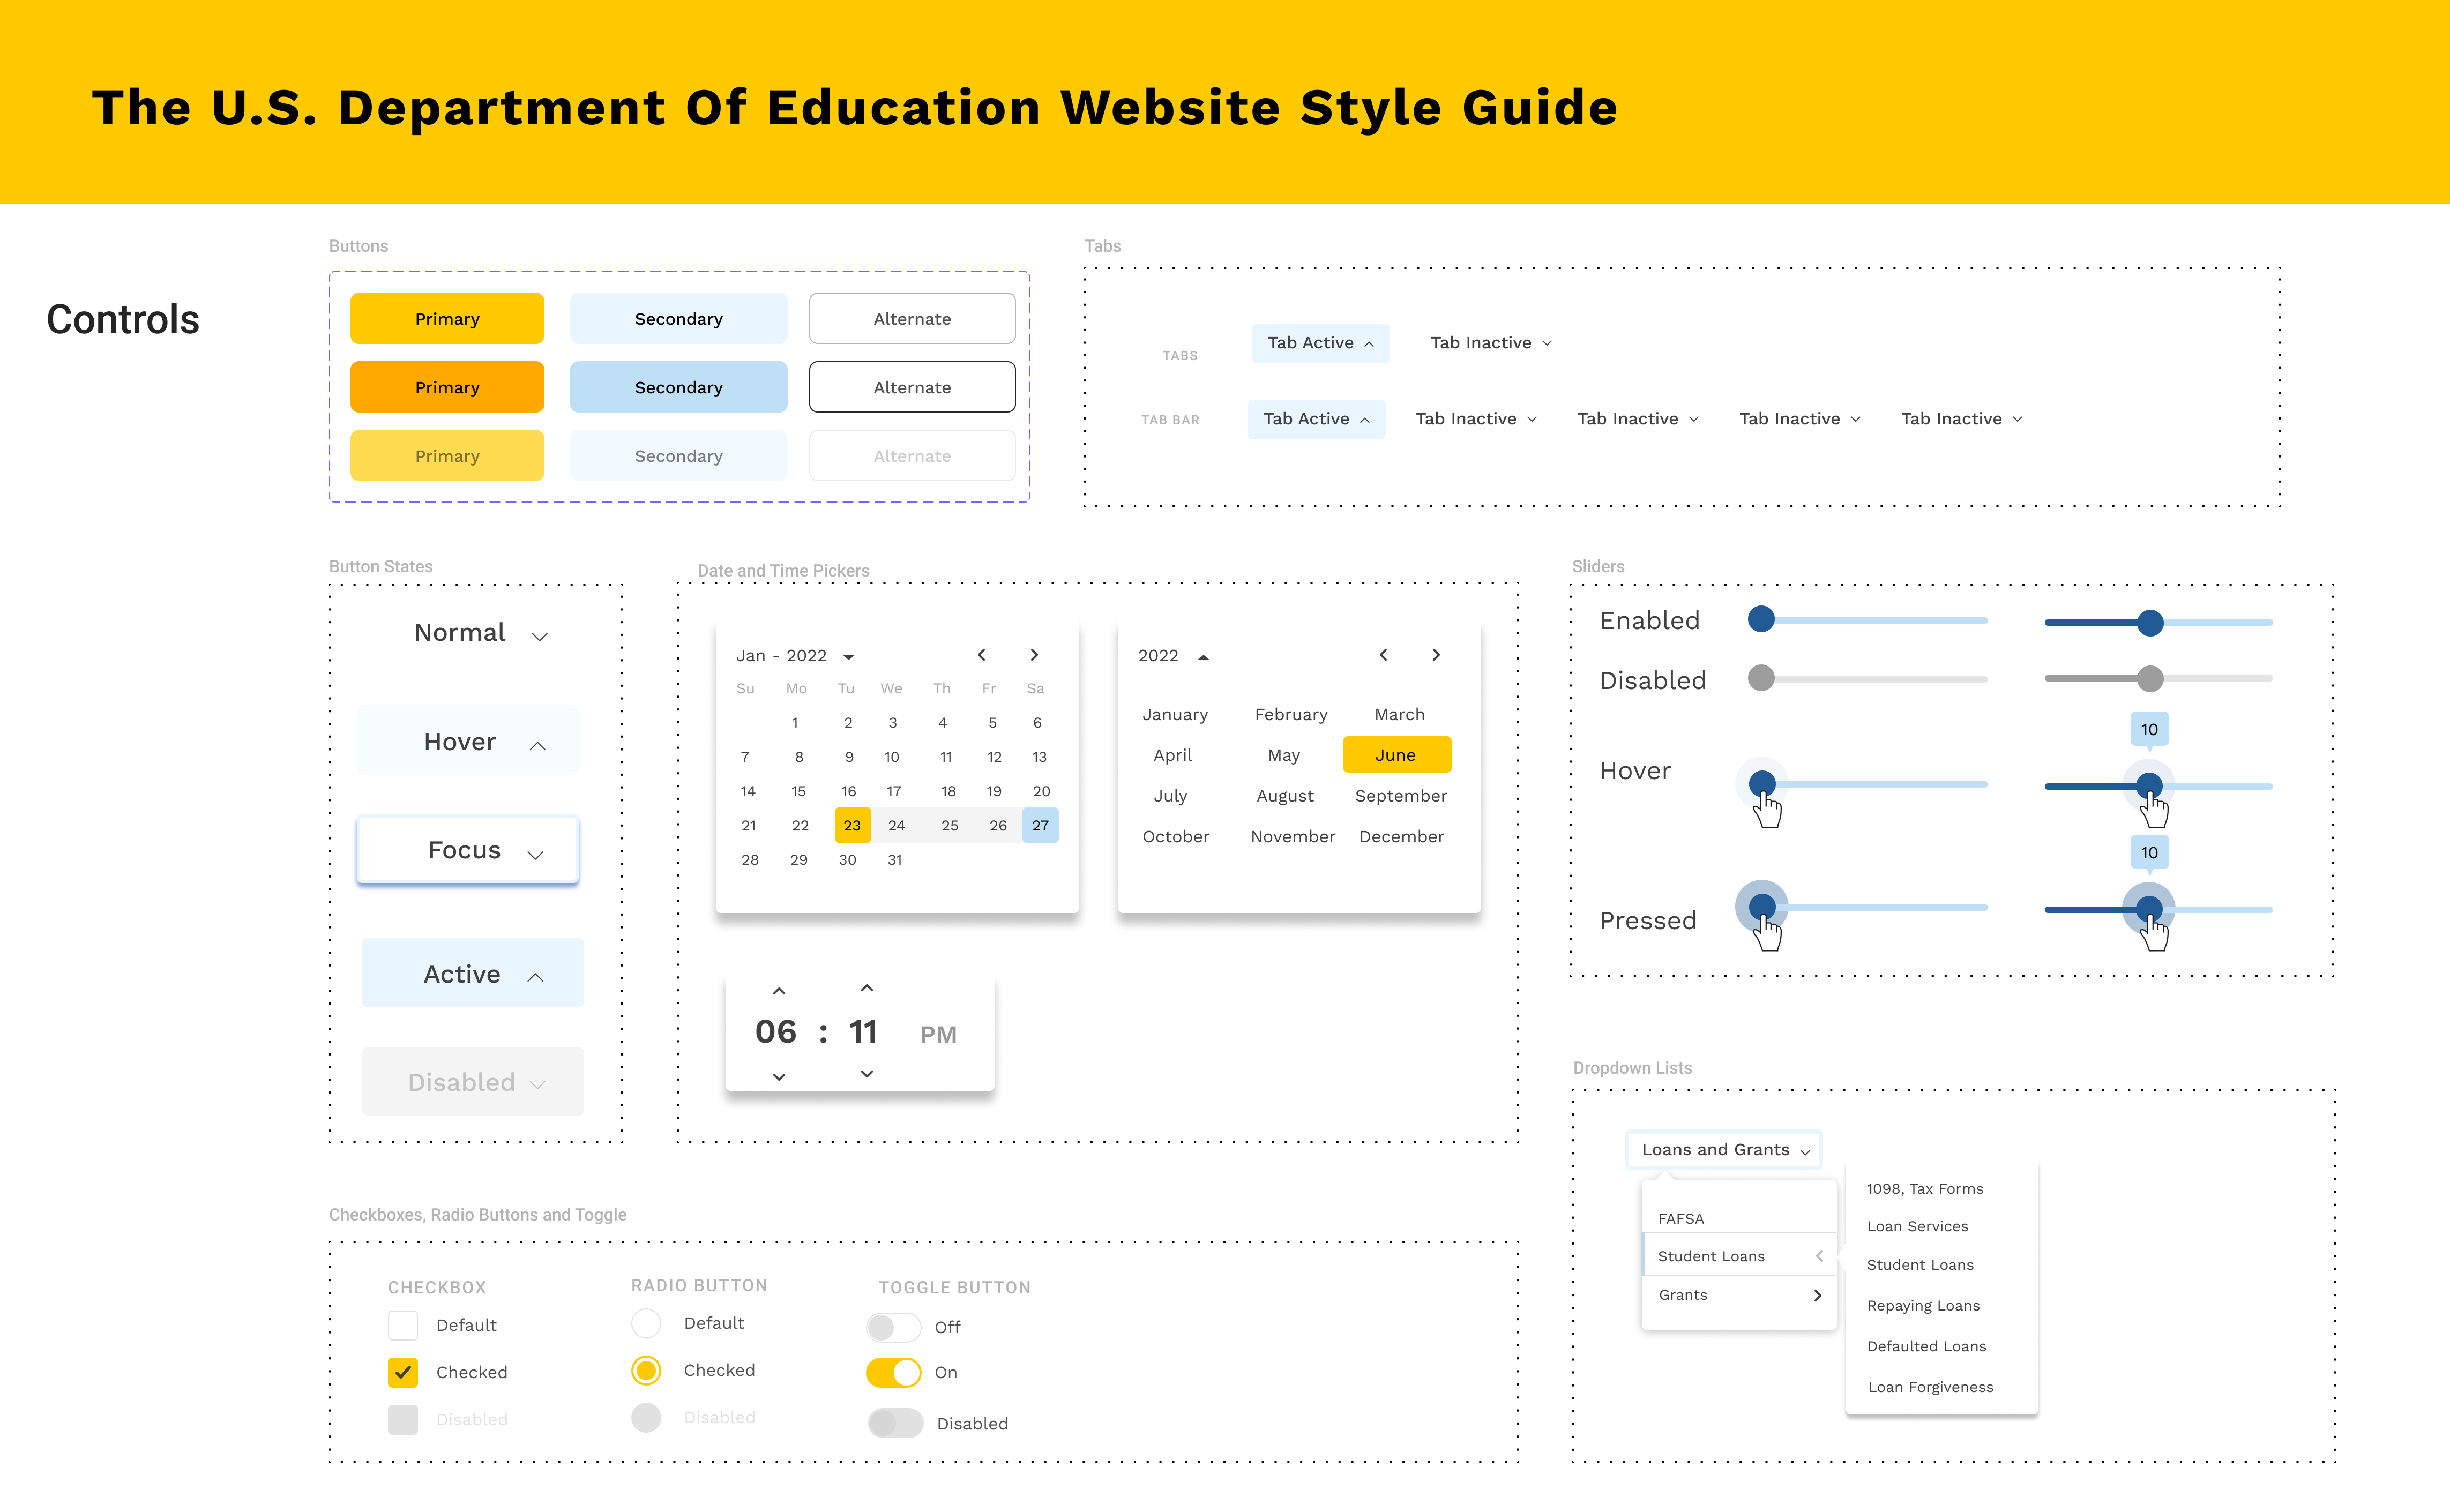 The U.S. Department Of Education Website Style Guide
Controls
Buttons
Primary Secondary Alternate
Primary Secondary Alternate
Primary Secondary Alternate
Tabs
TABS Tab Active Tab Inactive
TAB BAR Tab Active Tab Inactive Tab Inactive Tab Inactive Tab Inactive
Button States
Normal
Hover
Focus
Active
Disabled
Date and Time Pickers
Jan - 2022
Su Mo Tu We Th Fr Sa
1 2 3 4 5 6
7 8 9 10 11 12 13
14 15 16 17 18 19 20
21 22 23 24 25 26 27
28 29 30 31
2022
January February March
April May June
July August September
October November December
06 : 11 PM
Sliders
Enabled
Disabled
10
Hover
10
Pressed
Dropdown Lists
Loans and Grants
FAFSA
Student Loans
Grants
1098, Tax Forms
Loan Services
Student Loans
Repaying Loans
Defaulted Loans
Loan Forgiveness
Checkboxes, Radio Buttons and Toggle
CHECKBOX
Default
Checked
Disabled
RADIO BUTTON
Default
Checked
Disabled
TOGGLE BUTTON
Off
On
Disabled